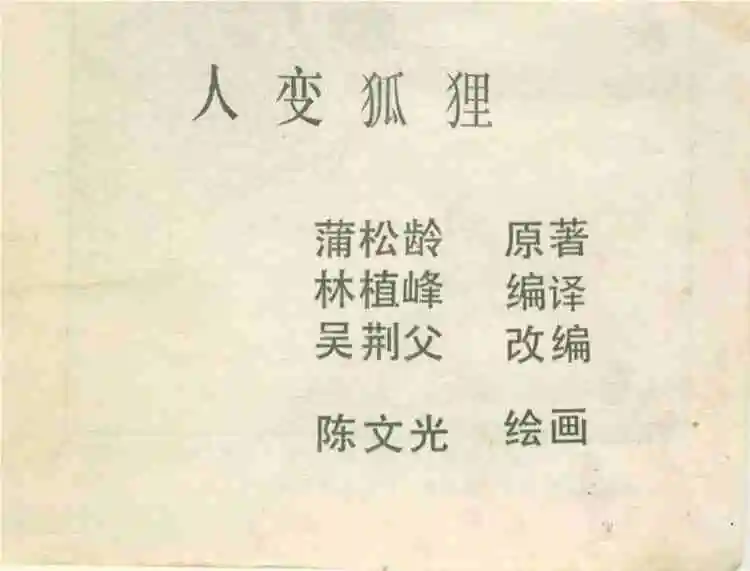 人变狐狸
蒲松龄 原著
林植峰 编译
吴荆父 改编
陈文光 绘画